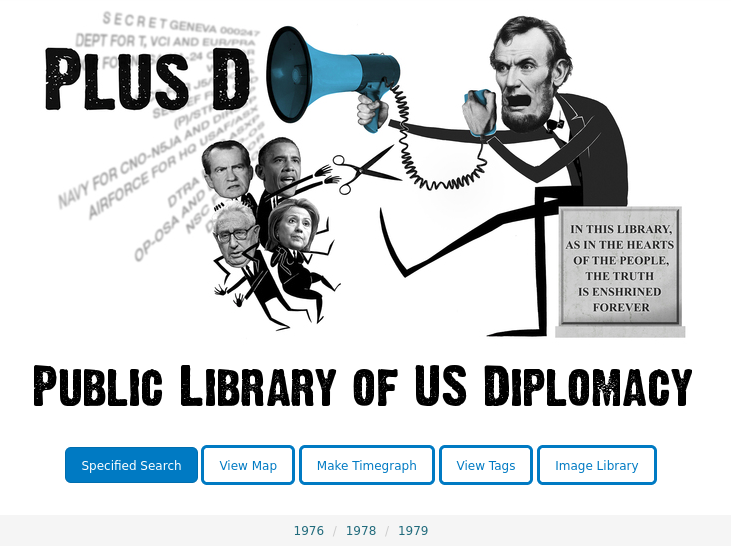 SECRET GENEVA 000247
DEPT FOR T, VCI AND EUR/PRA
PLUS D
NAVY FOR CNO-N5JA AND
AIRFORCE FOR HQ USAF/
DTRA
OP-OSA AND
NSC
IN THIS LIBRARY,
AS IN THE HEARTS
OF THE PEOPLE,
THE TRUTH
IS ENSHRINED
FOREVER
PUBLIC LIBRARY OF US DIPLOMACY
Specified Search View Map Make Timegraph View Tags Image Library
1976 / 1978 / 1979